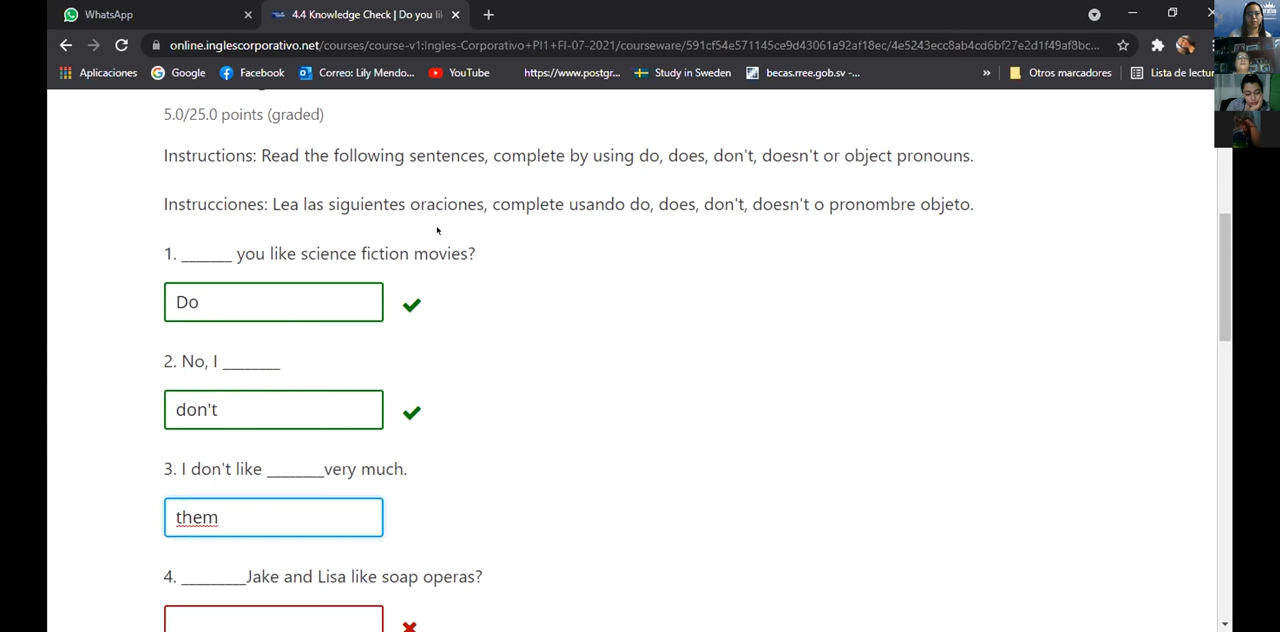 WhatsApp
4.4 Knowledge Check | Do you li
online.inglescorporativo.net/courses/course-v1:Ingles-Corporativo+PI1+FI-07-2021/courseware/591cf54e571145ce9d43061a92af18ec/4e5243ecc8ab4cd6bf27e2d1f49af8bc...
Aplicaciones Google Facebook Correo: Lily Mendo... YouTube https://www.postgr... Study in Sweden becas.rree.gob.sv -... » Otros marcadores Lista de lectur
5.0/25.0 points (graded)
Instructions: Read the following sentences, complete by using do, does, don't, doesn't or object pronouns.
Instrucciones: Lea las siguientes oraciones, complete usando do, does, don't, doesn't o pronombre objeto.
1. _______ you like science fiction movies?
Do
2. No, I ________
don't
3. I don't like ________very much.
them
4. _________Jake and Lisa like soap operas?